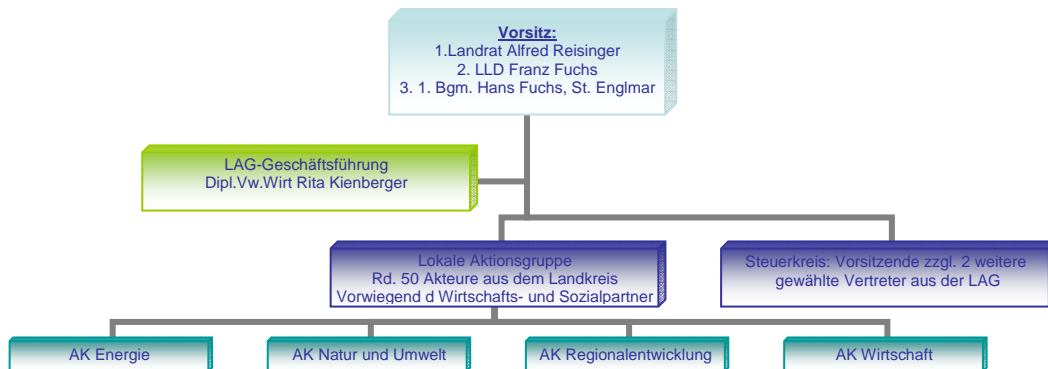 Vorsitz:
1.Landrat Alfred Reisinger
2. LLD Franz Fuchs
3. 1. Bgm. Hans Fuchs, St. Englmar
LAG-Geschäftsführung
Dipl.Vw.Wirt Rita Kienberger
Lokale Aktionsgruppe
Rd. 50 Akteure aus dem Landkreis
Vorwiegend d Wirtschafts- und Sozialpartner
Steuerkreis: Vorsitzende zzgl. 2 weitere
gewählte Vertreter aus der LAG
AK Energie
AK Natur und Umwelt
AK Regionalentwicklung
AK Wirtschaft